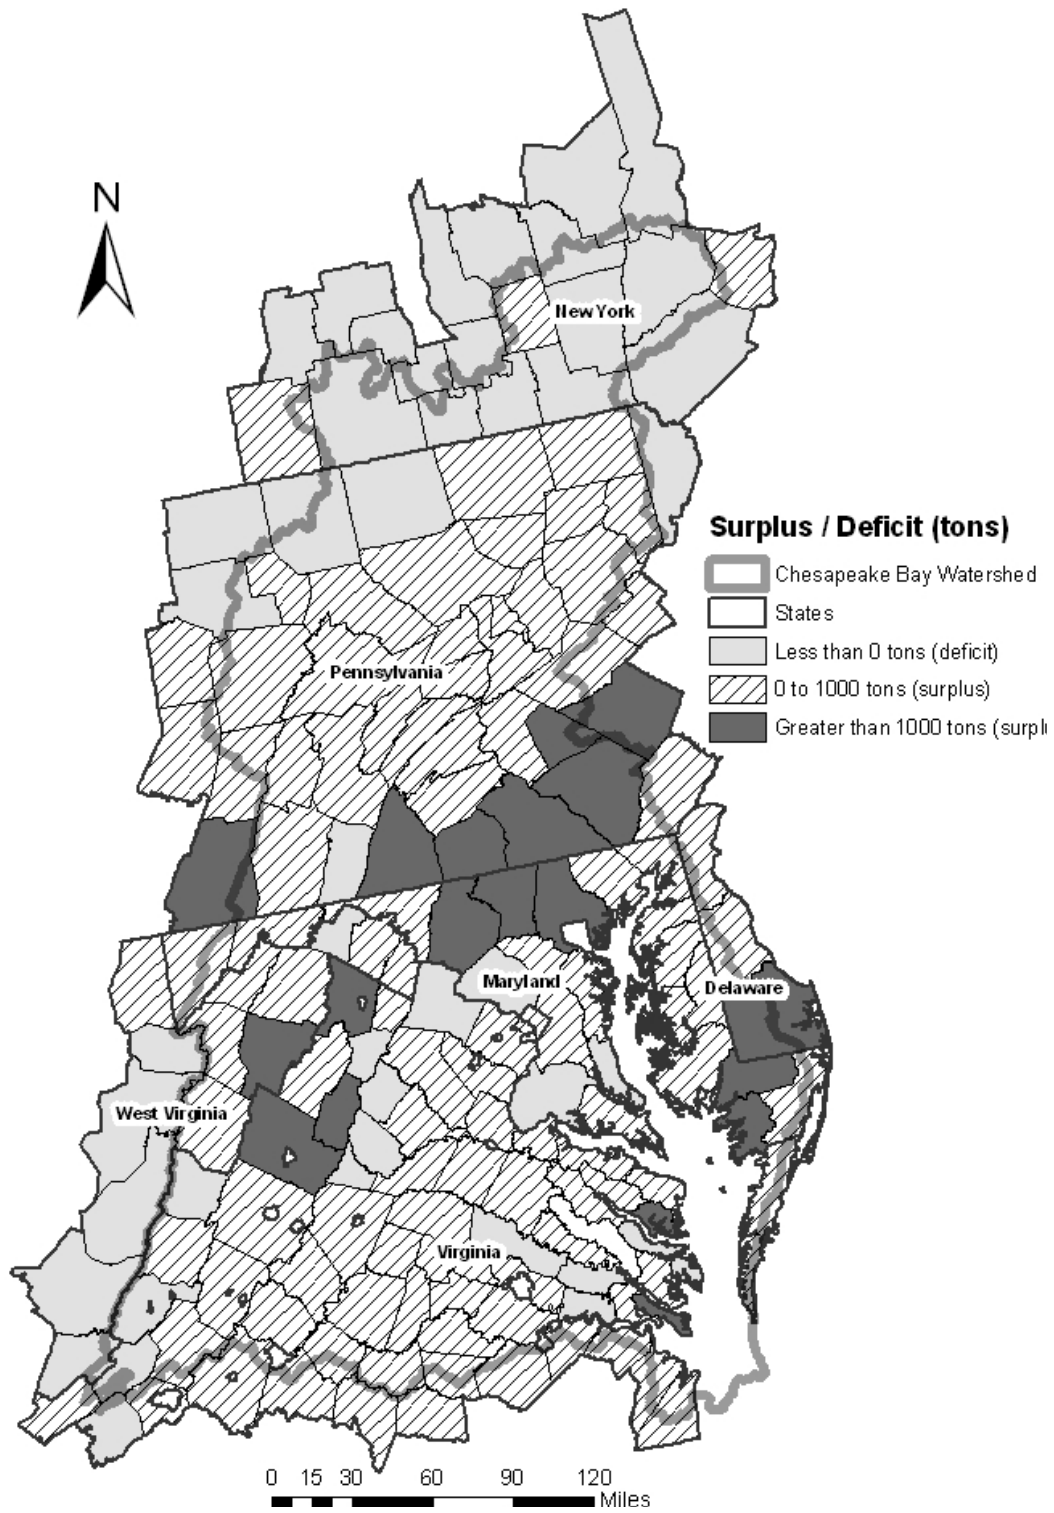 N
New York
Surplus / Deficit (tons)
Chesapeake Bay Watershed
States
Less than 0 tons (deficit)
0 to 1000 tons (surplus)
Greater than 1000 tons (surpl
Pennsylvania
Maryland
Delaware
West Virginia
Virginia
0 15 30 60 90 120
Miles